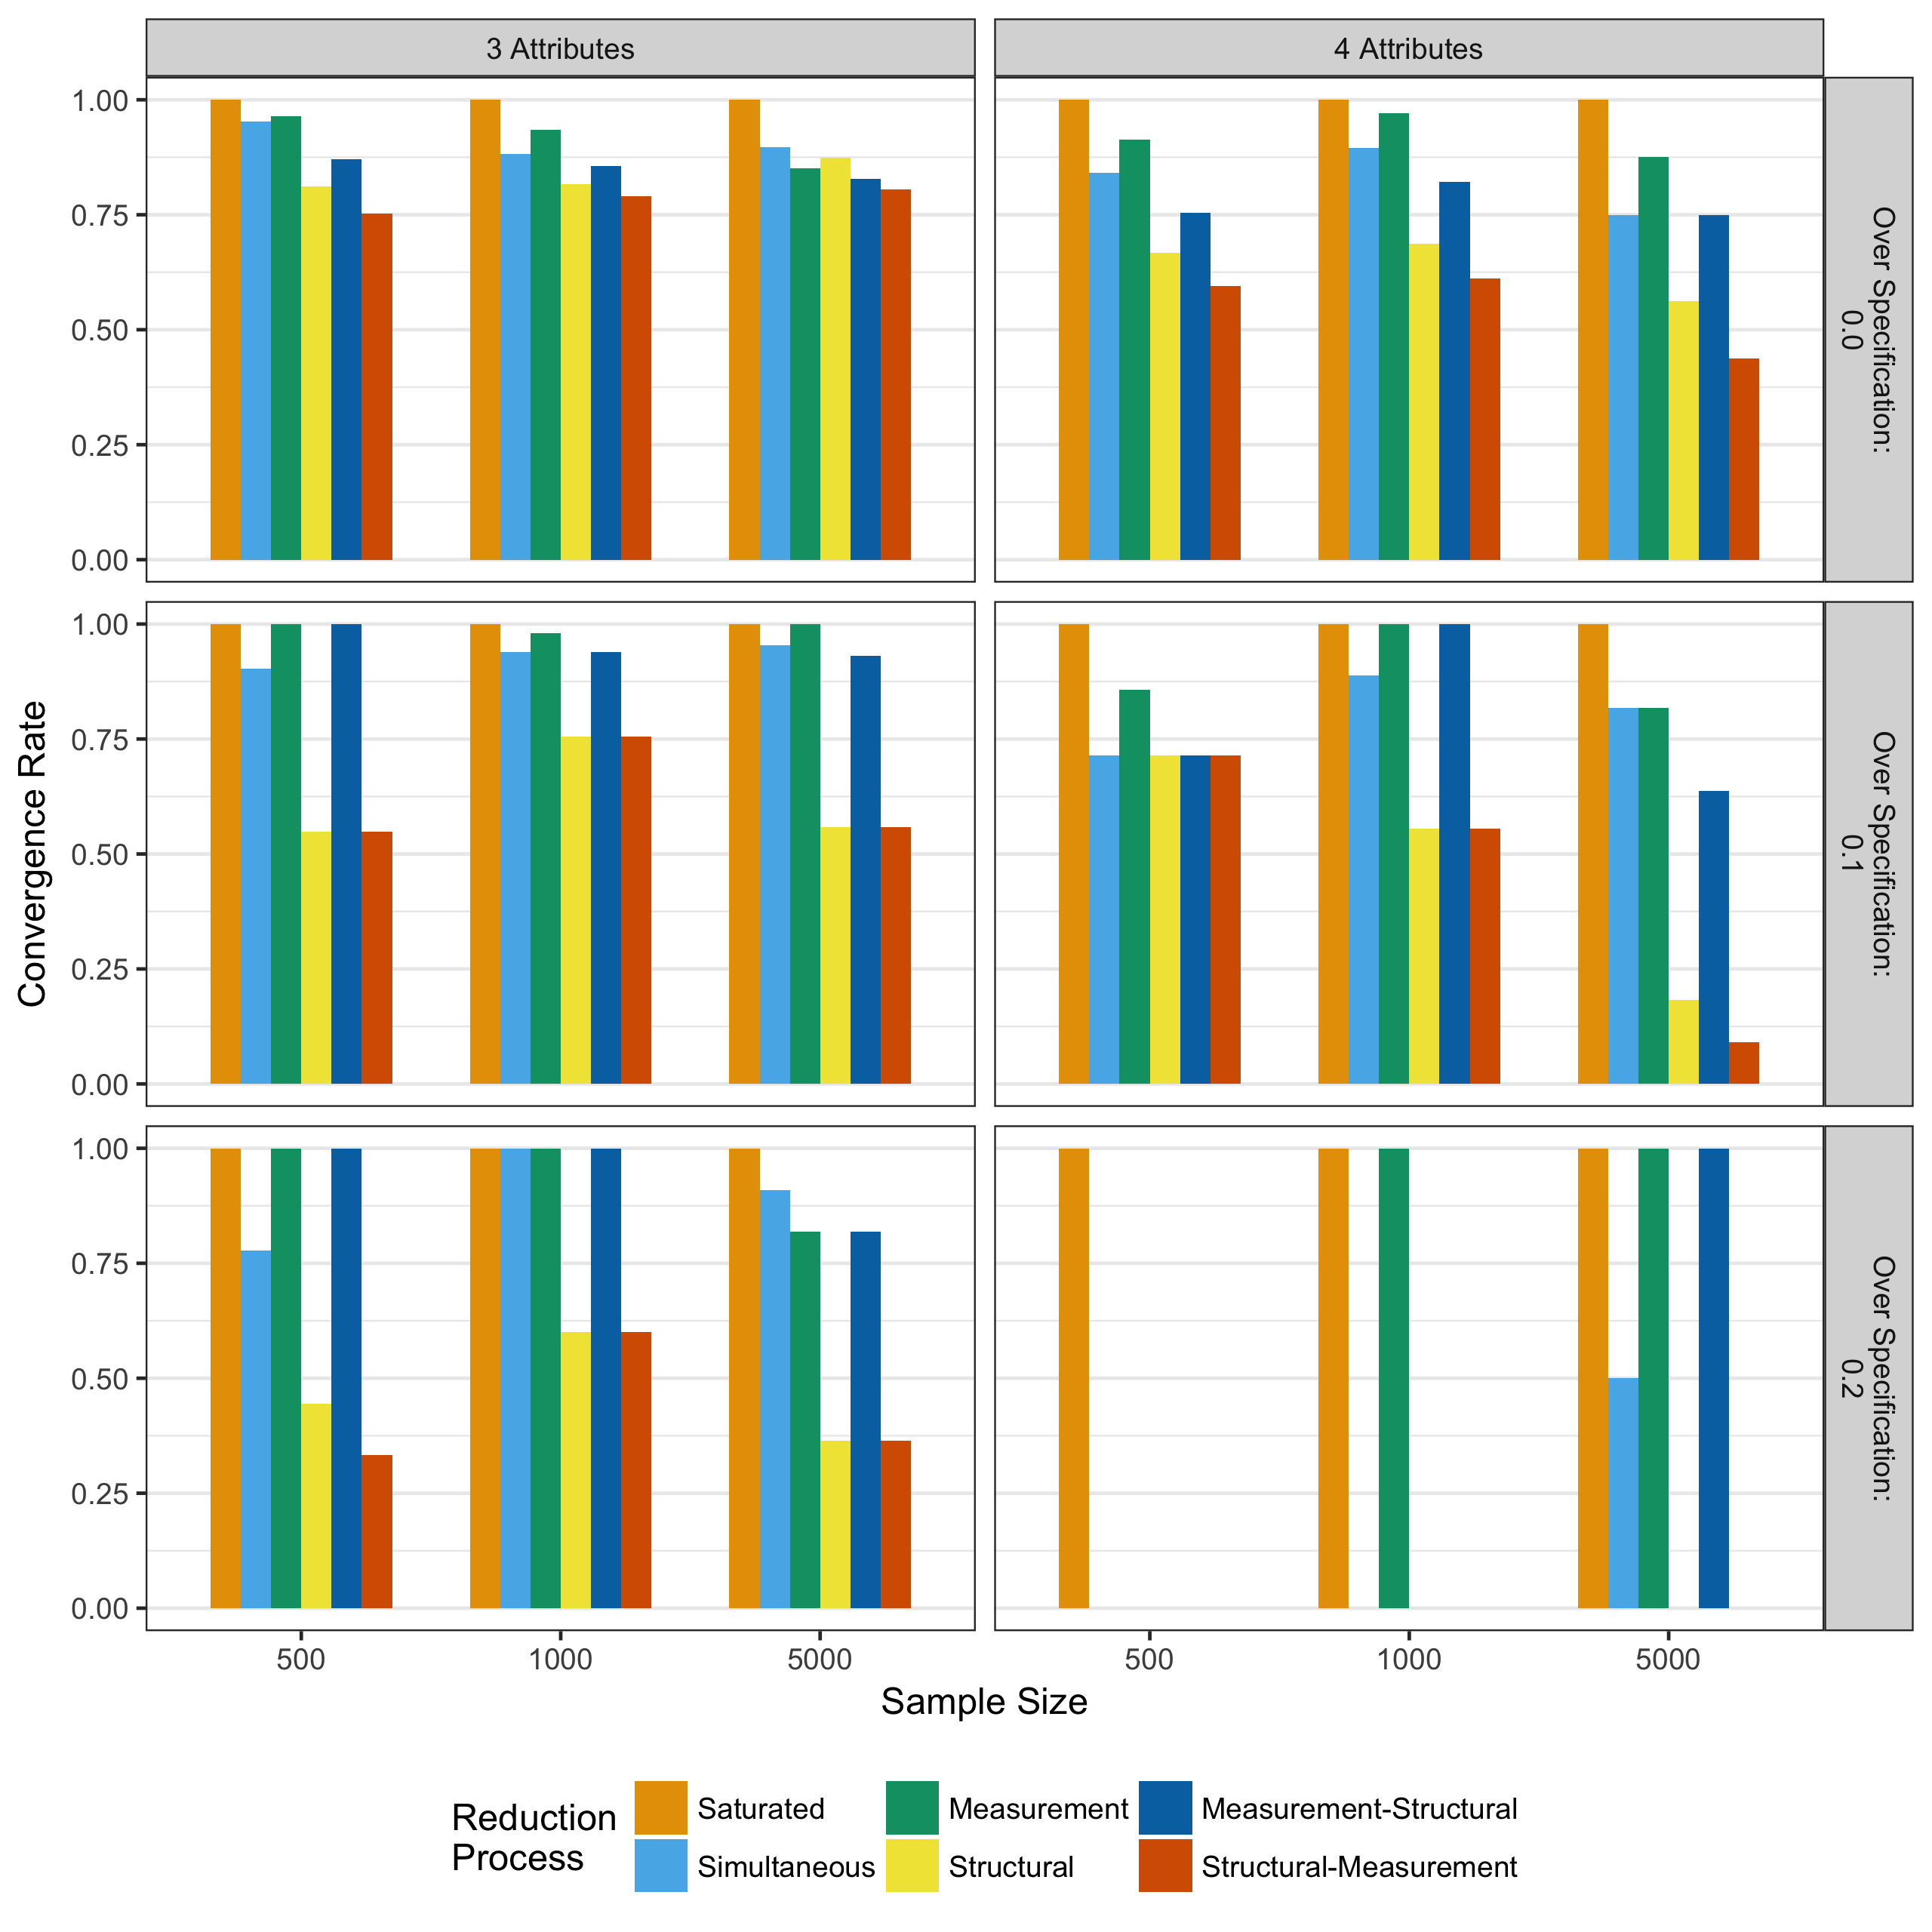 3 Attributes
4 Attributes
1.00
0.75
0.50
0.25
0.00
Over Specification:
0.0
1.00
0.75
0.50
0.25
0.00
Over Specification:
0.1
1.00
0.75
0.50
0.25
0.00
Over Specification:
0.2
Convergence Rate
500
1000
5000
500
1000
5000
Sample Size
Reduction
Process
Saturated
Measurement
Measurement-Structural
Simultaneous
Structural
Structural-Measurement